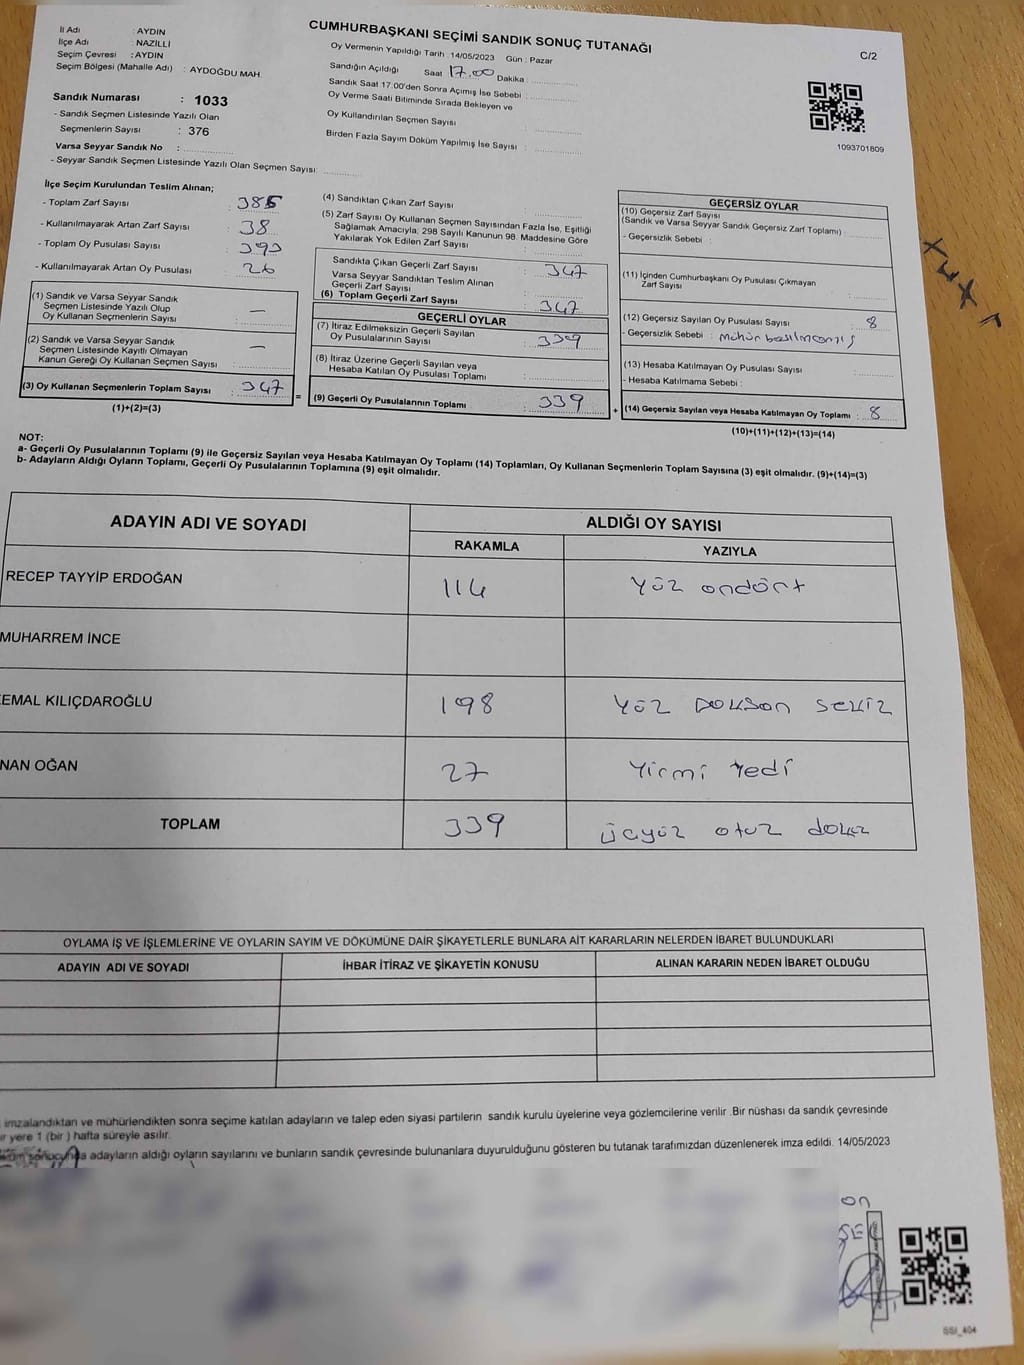 CUMHURBAŞKANI SEÇİMİ SANDIK SONUÇ TUTANAĞI
C/2
İl Adı : AYDIN
İlçe Adı : NAZİLLİ
Seçim Çevresi : AYDIN
Seçim Bölgesi (Mahalle Adı) : AYDOĞDU MAH.
Oy Vermenin Yapıldığı Tarih : 14/05/2023 Gün : Pazar
Sandığın Açıldığı Saat 17.00 Dakika :
Sandık Saat 17:00'den Sonra Açılmış İse Sebebi :
Oy Verme Saati Bitiminde Sırada Bekleyen ve
Oy Kullandırılan Seçmen Sayısı :
Birden Fazla Sayım Döküm Yapılmış İse Sayısı :
1093701809
Sandık Numarası : 1033
- Sandık Seçmen Listesinde Yazılı Olan
Seçmenlerin Sayısı : 376
Varsa Seyyar Sandık No :
- Seyyar Sandık Seçmen Listesinde Yazılı Olan Seçmen Sayısı:
İlçe Seçim Kurulundan Teslim Alınan;
- Toplam Zarf Sayısı : 385
- Kullanılmayarak Artan Zarf Sayısı : 38
- Toplam Oy Pusulası Sayısı :
- Kullanılmayarak Artan Oy Pusulası : 26
(1) Sandık ve Varsa Seyyar Sandık
Seçmen Listesinde Yazılı Olup
Oy Kullanan Seçmenlerin Sayısı : —
(2) Sandık ve Varsa Seyyar Sandık
Seçmen Listesinde Kayıtlı Olmayan
Kanun Gereği Oy Kullanan Seçmen Sayısı : —
(3) Oy Kullanan Seçmenlerin Toplam Sayısı : 347
(1)+(2)=(3)
=
(4) Sandıktan Çıkan Zarf Sayısı :
(5) Zarf Sayısı Oy Kullanan Seçmen Sayısından Fazla İse, Eşitliği
Sağlamak Amacıyla; 298 Sayılı Kanunun 98. Maddesine Göre
Yakılarak Yok Edilen Zarf Sayısı :
Sandıkta Çıkan Geçerli Zarf Sayısı : 347
Varsa Seyyar Sandıktan Teslim Alınan
Geçerli Zarf Sayısı :
(6) Toplam Geçerli Zarf Sayısı : 347
GEÇERLİ OYLAR
(7) İtiraz Edilmeksizin Geçerli Sayılan
Oy Pusulalarının Sayısı : 339
(8) İtiraz Üzerine Geçerli Sayılan veya
Hesaba Katılan Oy Pusulası Toplamı :
(9) Geçerli Oy Pusulalarının Toplamı : 339
+
GEÇERSİZ OYLAR
(10) Geçersiz Zarf Sayısı
(Sandık ve Varsa Seyyar Sandık Geçersiz Zarf Toplamı) :
- Geçersizlik Sebebi :
(11) İçinden Cumhurbaşkanı Oy Pusulası Çıkmayan
Zarf Sayısı :
(12) Geçersiz Sayılan Oy Pusulası Sayısı : 8
- Geçersizlik Sebebi : mühür basılmamış
(13) Hesaba Katılmayan Oy Pusulası Sayısı :
- Hesaba Katılmama Sebebi :
(14) Geçersiz Sayılan veya Hesaba Katılmayan Oy Toplamı : 8
(10)+(11)+(12)+(13)=(14)
NOT:
a- Geçerli Oy Pusulalarının Toplamı (9) ile Geçersiz Sayılan veya Hesaba Katılmayan Oy Toplamı (14) Toplamları, Oy Kullanan Seçmenlerin Toplam Sayısına (3) eşit olmalıdır. (9)+(14)=(3)
b- Adayların Aldığı Oyların Toplamı, Geçerli Oy Pusulalarının Toplamına (9) eşit olmalıdır.
ADAYIN ADI VE SOYADI
ALDIĞI OY SAYISI
RAKAMLA YAZIYLA
RECEP TAYYİP ERDOĞAN 114 Yüz ondört
MUHARREM İNCE
EMAL KILIÇDAROĞLU 198 Yüz Doksan sekiz
NAN OĞAN 27 Yirmi Yedi
TOPLAM 339 üçyüz otuz dokuz
OYLAMA İŞ VE İŞLEMLERİNE VE OYLARIN SAYIM VE DÖKÜMÜNE DAİR ŞİKAYETLERLE BUNLARA AİT KARARLARIN NELERDEN İBARET BULUNDUKLARI
ADAYIN ADI VE SOYADI İHBAR İTİRAZ VE ŞİKAYETİN KONUSU ALINAN KARARIN NEDEN İBARET OLDUĞU
imzalandıktan ve mühürlendikten sonra seçime katılan adayların ve talep eden siyasi partilerin sandık kurulu üyelerine veya gözlemcilerine verilir .Bir nüshası da sandık çevresinde
ir yere 1 (bir ) hafta süreyle asılır.
adayların aldığı oyların sayılarını ve bunların sandık çevresinde bulunanlara duyurulduğunu gösteren bu tutanak tarafımızdan düzenlenerek imza edildi. 14/05/2023
on
SE
SSI_404